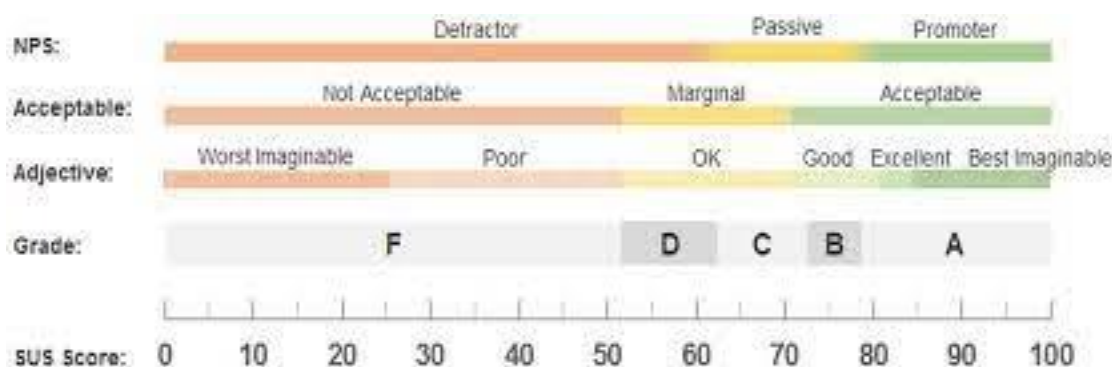 NPS: Detractor Passive Promoter
Acceptable: Not Acceptable Marginal Acceptable
Adjective: Worst Imaginable Poor OK Good Excellent Best Imaginable
Grade: F D C B A
SUS Score: 0 10 20 30 40 50 60 70 80 90 100